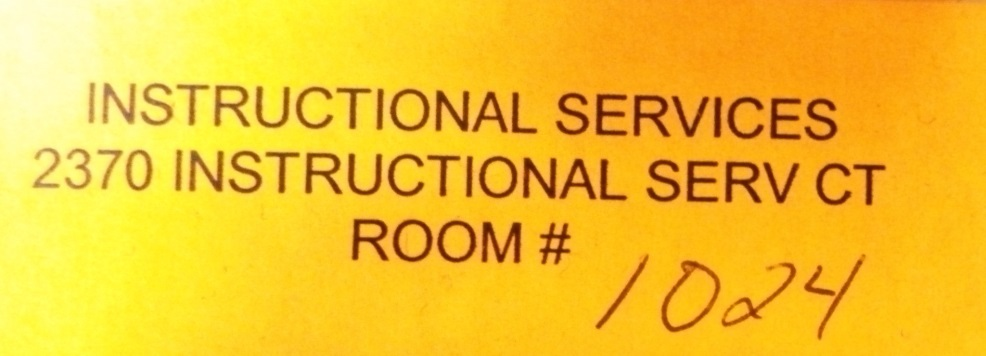 INSTRUCTIONAL SERVICES
2370 INSTRUCTIONAL SERV CT
ROOM # 1024